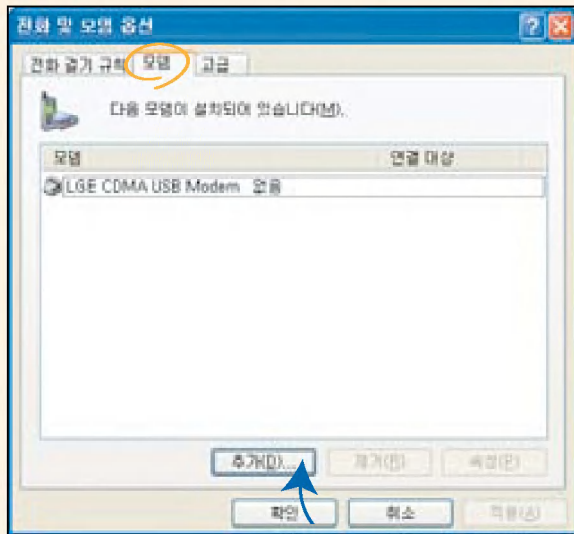 전화 및 모뎀 옵션
전화 걸기 규칙 모뎀 고급
다음 모뎀이 설치되어 있습니다(M).
모뎀 연결 대상
LGE CDMA USB Modem 없음
추가(D)... 제거(R) 속성(P)
확인 취소 적용(A)